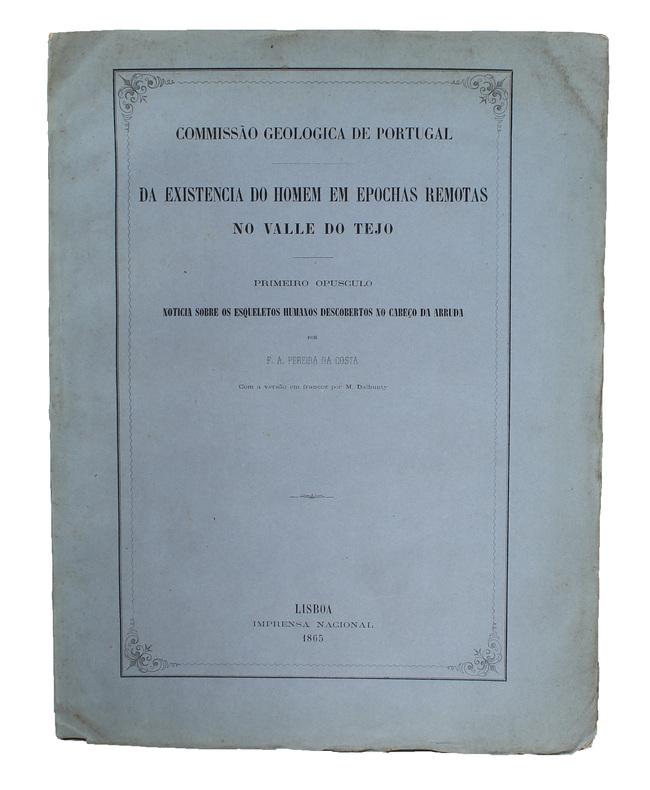 COMMISSÃO GEOLOGICA DE PORTUGAL
DA EXISTENCIA DO HOMEM EM EPOCHAS REMOTAS
NO VALLE DO TEJO
PRIMEIRO OPUSCULO
NOTICIA SOBRE OS ESQUELETOS HUMANOS DESCOBERTOS NO CABEÇO DA ARRUDA
POR
F. A. PEREIRA DA COSTA
Com a versão em francez por M. Dalhunty
LISBOA
IMPRENSA NACIONAL
1865